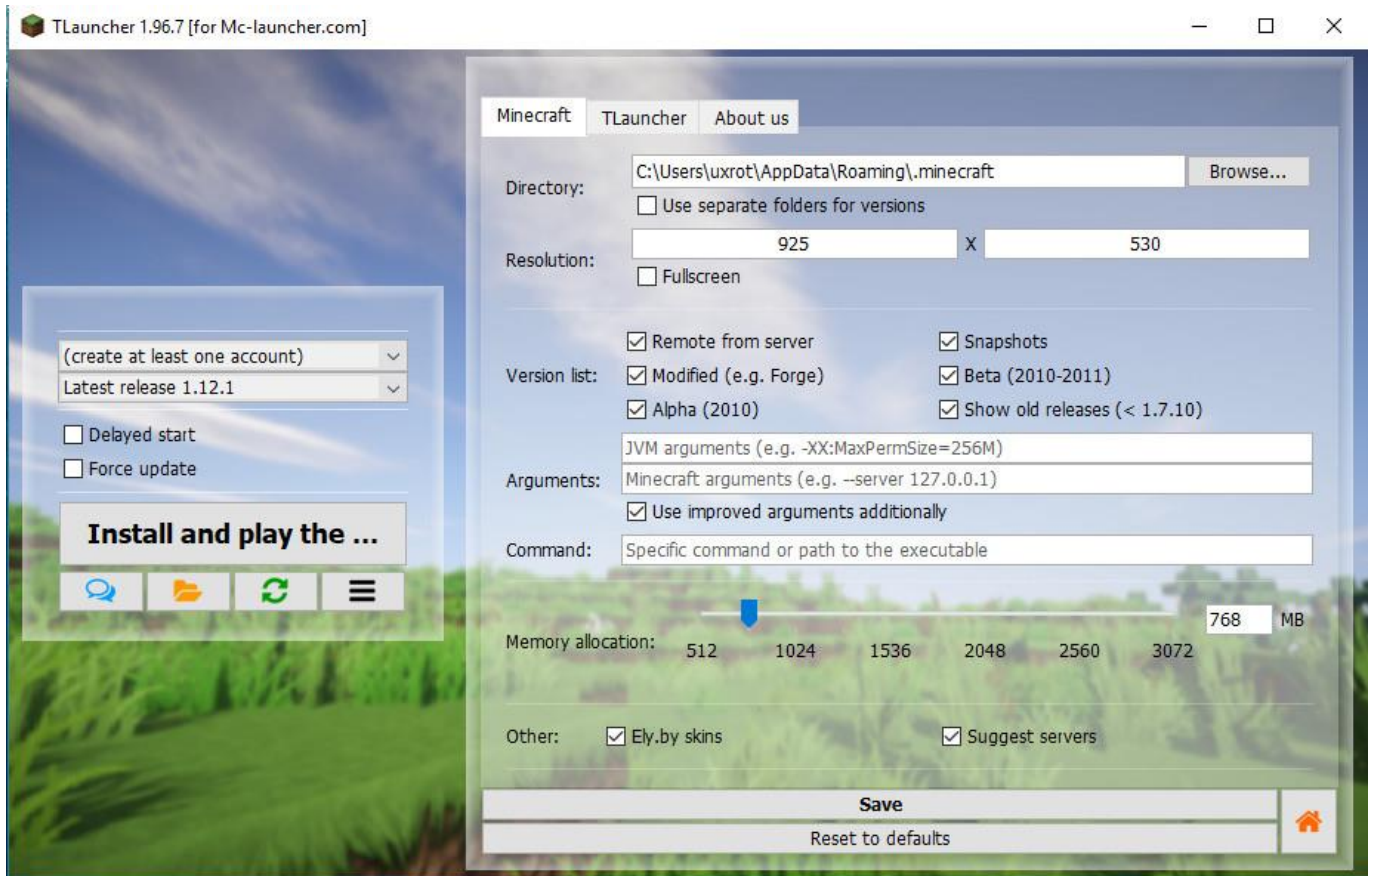 TLauncher 1.96.7 [for Mc-launcher.com]
(create at least one account)
Latest release 1.12.1
Delayed start
Force update
Install and play the ...
Minecraft TLauncher About us
Directory: C:\Users\uxrot\AppData\Roaming\.minecraft Browse...
Use separate folders for versions
Resolution: 925 X 530
Fullscreen
Version list:
Remote from server Snapshots
Modified (e.g. Forge) Beta (2010-2011)
Alpha (2010) Show old releases (< 1.7.10)
Arguments:
JVM arguments (e.g. -XX:MaxPermSize=256M)
Minecraft arguments (e.g. --server 127.0.0.1)
Use improved arguments additionally
Command: Specific command or path to the executable
Memory allocation: 768 MB
512 1024 1536 2048 2560 3072
Other: Ely.by skins Suggest servers
Save
Reset to defaults